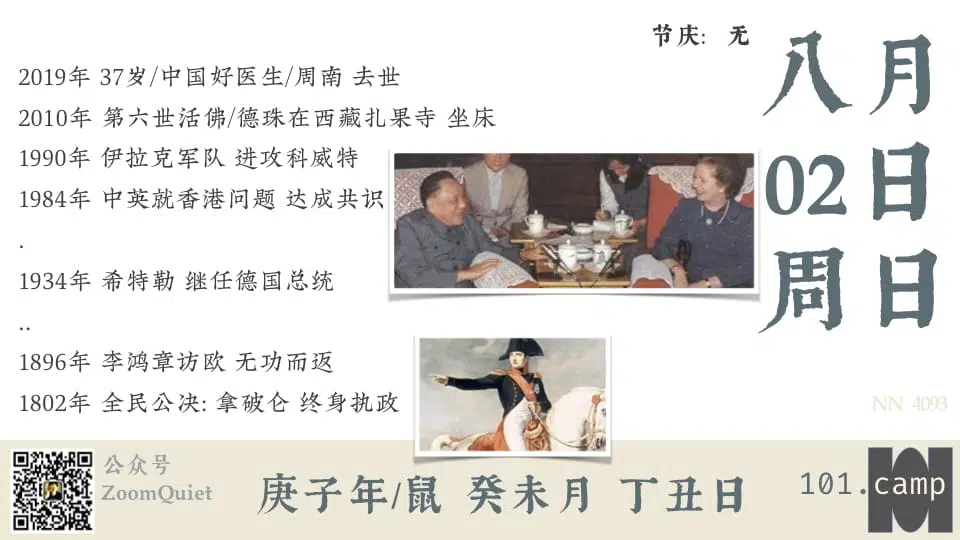 节庆: 无
八月
02日
周日
2019年 37岁/中国好医生/周南 去世
2010年 第六世活佛/德珠在西藏扎果寺 坐床
1990年 伊拉克军队 进攻科威特
1984年 中英就香港问题 达成共识
.
1934年 希特勒 继任德国总统
..
1896年 李鸿章访欧 无功而返
1802年 全民公决: 拿破仑 终身执政
NN 4093
公众号
ZoomQuiet
庚子年/鼠 癸未月 丁丑日
101.camp